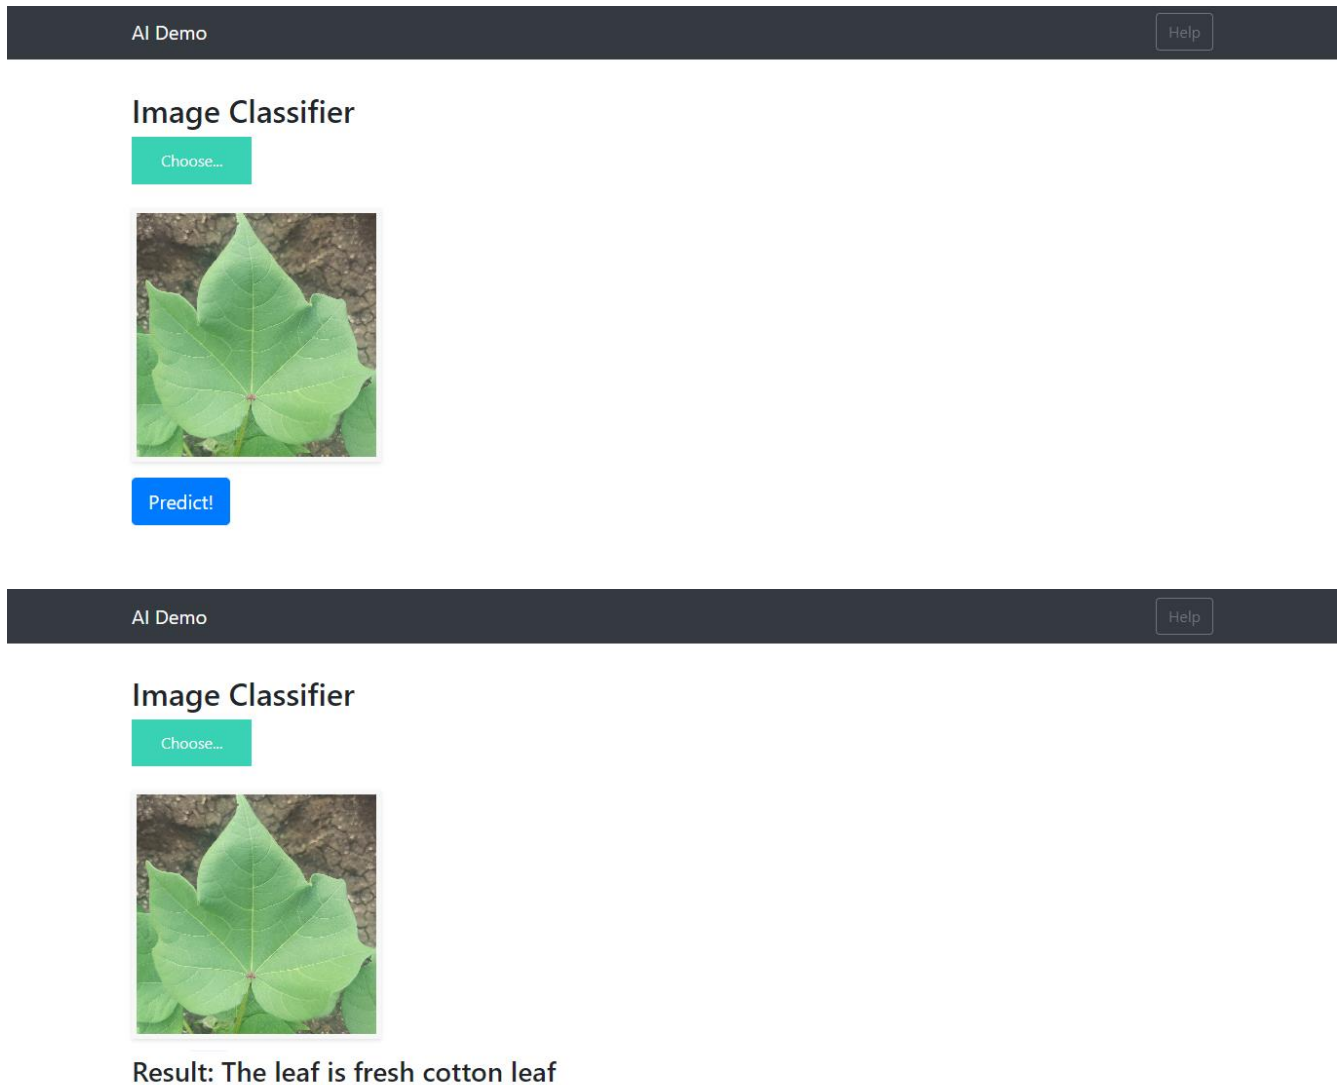 AI Demo
Help
Image Classifier
Choose...
Predict!
AI Demo
Help
Image Classifier
Choose...
Result: The leaf is fresh cotton leaf